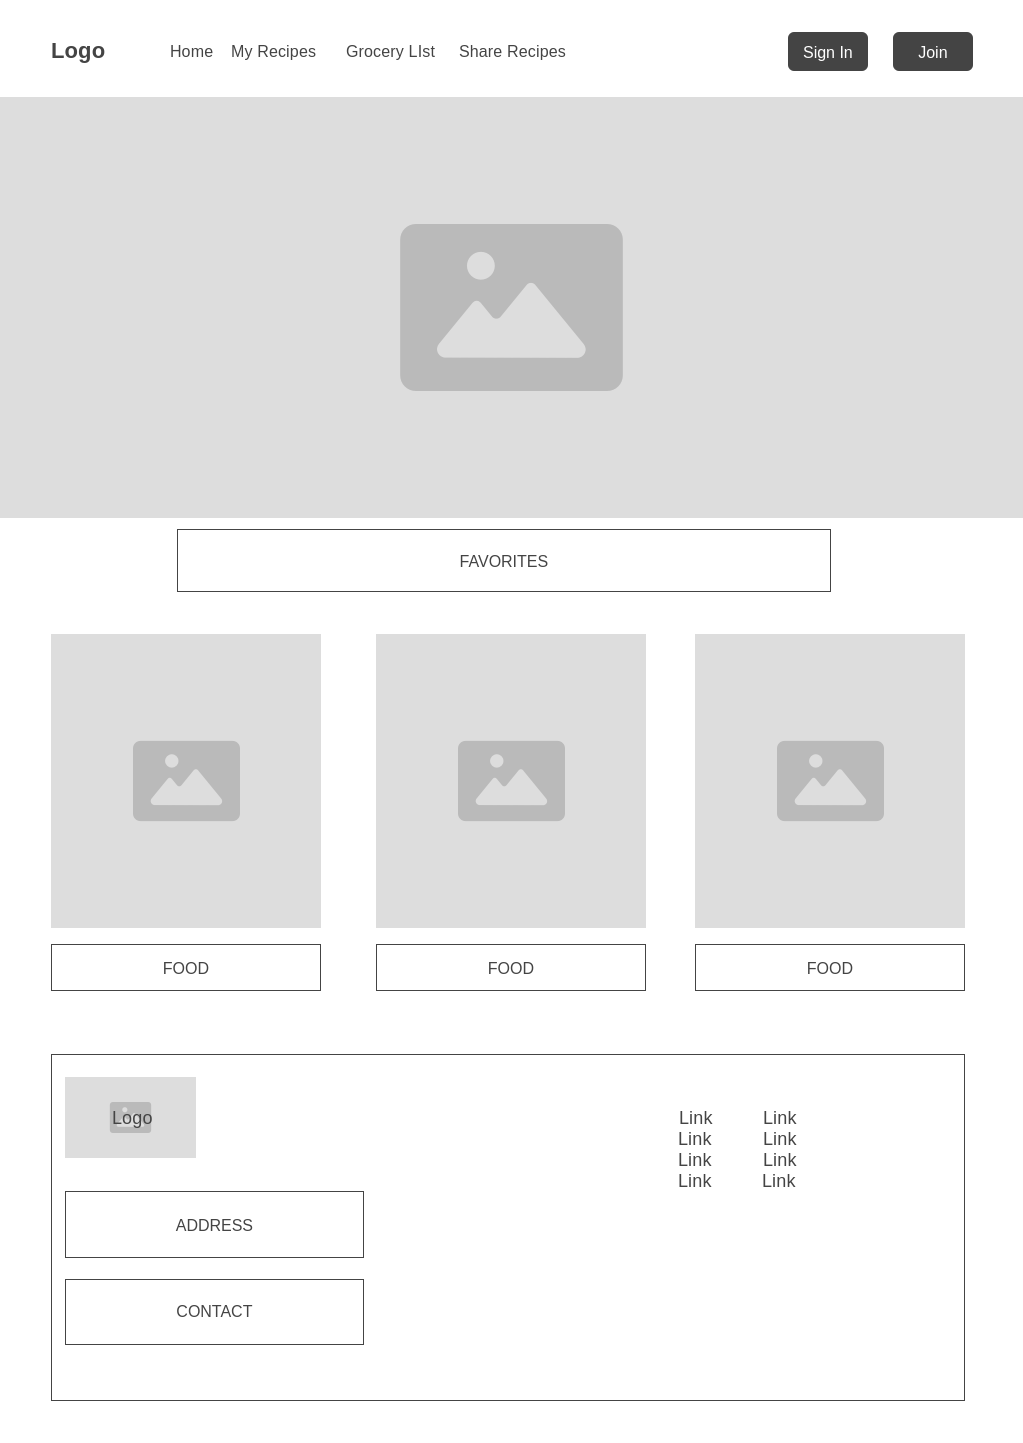 Logo Home My Recipes Grocery LIst Share Recipes Sign In Join
FAVORITES
FOOD FOOD FOOD
Logo
Link Link
Link Link
Link Link
Link Link
ADDRESS
CONTACT